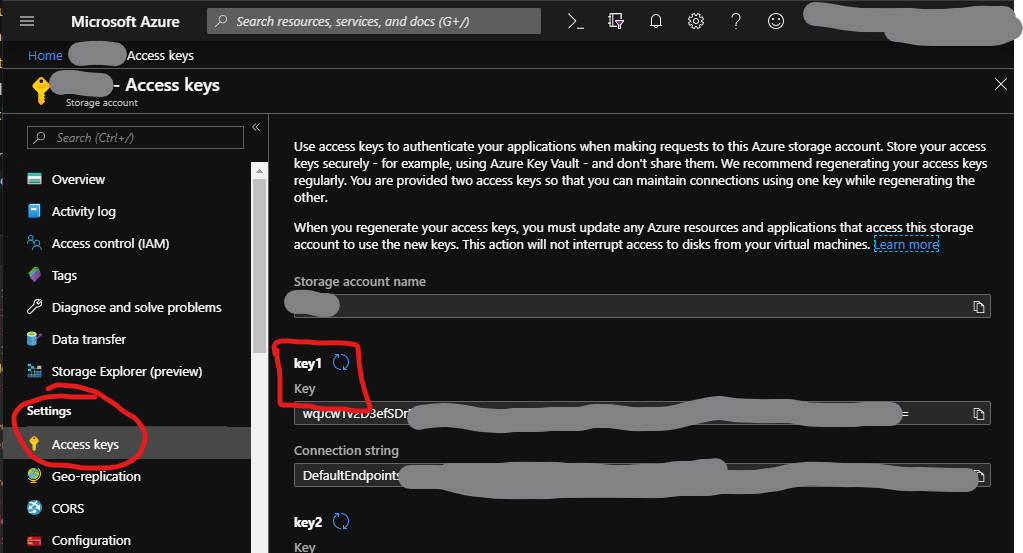 Microsoft Azure
Search resources, services, and docs (G+/)
Home
Access keys
- Access keys
Storage account
Search (Ctrl+/)
Overview
Activity log
Access control (IAM)
Tags
Diagnose and solve problems
Data transfer
Storage Explorer (preview)
Settings
Access keys
Geo-replication
CORS
Configuration
Use access keys to authenticate your applications when making requests to this Azure storage account. Store your access
keys securely - for example, using Azure Key Vault - and don't share them. We recommend regenerating your access keys
regularly. You are provided two access keys so that you can maintain connections using one key while regenerating the
other.
When you regenerate your access keys, you must update any Azure resources and applications that access this storage
account to use the new keys. This action will not interrupt access to disks from your virtual machines. Learn more
Storage account name
key1
Key
=
Connection string
DefaultEndpoints
key2
Key